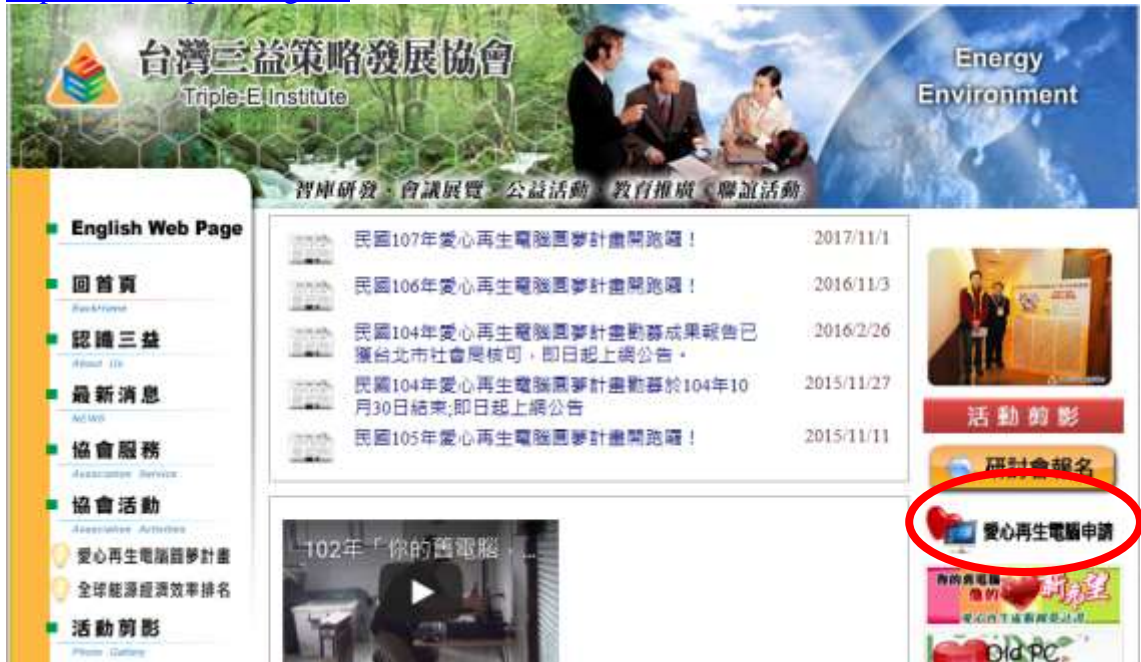 台灣三益策略發展協會
Triple-E Institute
Energy
Environment
智庫研發‧會議展覽‧公益活動‧教育推廣‧聯誼活動
English Web Page
回首頁
BackHome
認識三益
About Us
最新消息
NEWS
協會服務
Association Service
協會活動
Association Activities
愛心再生電腦圓夢計畫
全球能源經濟效率排名
活動剪影
Photo Gallery
民國107年愛心再生電腦圓夢計畫開跑囉！ 2017/11/1
民國106年愛心再生電腦圓夢計畫開跑囉！ 2016/11/3
民國104年愛心再生電腦圓夢計畫勸募成果報告已 2016/2/26
獲台北市社會局核可，即日起上網公告。
民國104年愛心再生電腦圓夢計畫勸募於104年10 2015/11/27
月30日結束;即日起上網公告
民國105年愛心再生電腦圓夢計畫開跑囉！ 2015/11/11
102年「你的舊電腦，...
活動剪影
研討會報名
愛心再生電腦申請
你的舊電腦
他的
新希望
愛心再生電腦圓夢計畫
Old PC